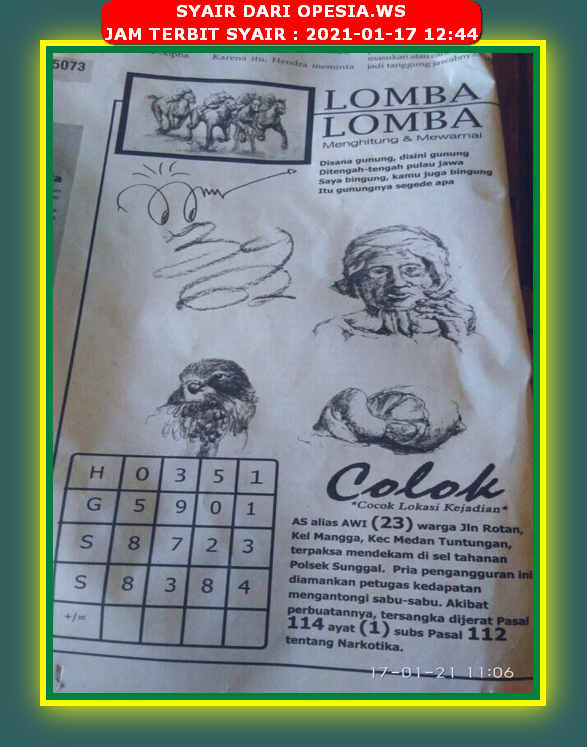 SYAIR DARI OPESIA.WS
JAM TERBIT SYAIR : 2021-01-17 12:44
5073
Karena itu, Hendra meminta
masukan atau
jadi tanggung jawabnya
LOMBA
LOMBA
Menghitung & Mewarnai
Disana gunung, disini gunung
Ditengah-tengah pulau jawa
Saya bingung, kamu juga bingung
Itu gunungnya segede apa
H 0 3 5 1
G 5 9 0 1
S 8 7 2 3
S 8 3 8 4
+/=
Colok
*Cocok Lokasi Kejadian*
AS alias AWI (23) warga Jln Rotan,
Kel Mangga, Kec Medan Tuntungan,
terpaksa mendekam di sel tahanan
Polsek Sunggal. Pria pengangguran ini
diamankan petugas kedapatan
mengantongi sabu-sabu. Akibat
perbuatannya, tersangka dijerat Pasal
114 ayat (1) subs Pasal 112
tentang Narkotika.
17-01-21 11:06